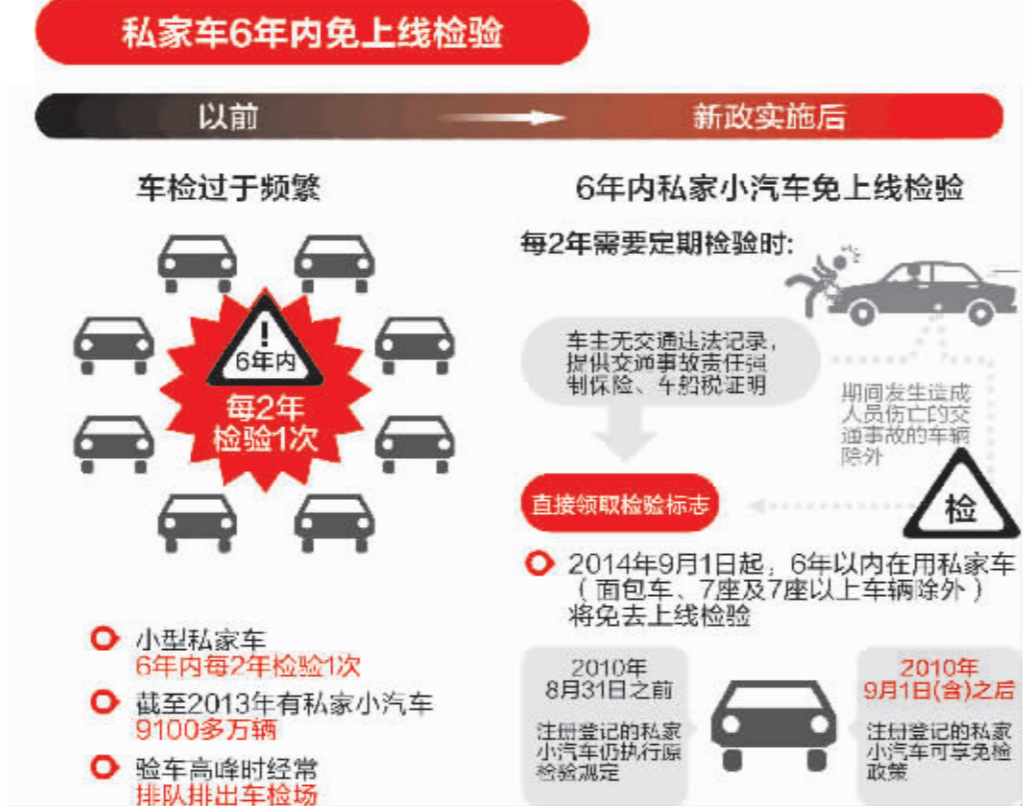 私家车6年内免上线检验
以前
新政实施后
车检过于频繁
!
6年内
每2年
检验1次
小型私家车
6年内每2年检验1次
截至2013年有私家小汽车
9100多万辆
验车高峰时经常
排队排出车检场
6年内私家小汽车免上线检验
每2年需要定期检验时:
车主无交通违法记录,
提供交通事故责任强
制保险、车船税证明
期间发生造成
人员伤亡的交
通事故的车辆
除外
检
直接领取检验标志
2014年9月1日起,6年以内在用私家车
(面包车、7座及7座以上车辆除外)
将免去上线检验
2010年
8月31日之前
注册登记的私家
小汽车仍执行原
检验规定
2010年
9月1日(含)之后
注册登记的私家
小汽车可享免检
政策